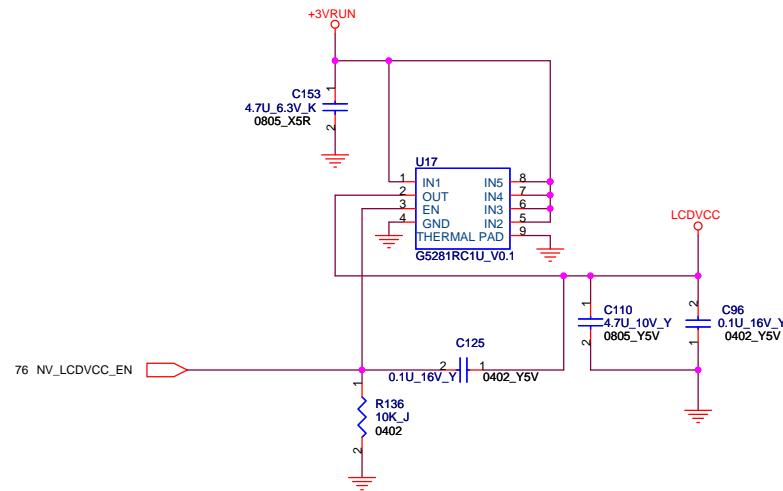 +3VRUN
1
C153
4.7U_6.3V_K
0805_X5R
2
U17
1 IN1 IN5 8
2 OUT IN4 7
3 EN IN3 6
4 GND IN2 5
THERMAL PAD 9
G5281RC1U_V0.1
LCDVCC
1
C110
4.7U_10V_Y
0805_Y5V
2
2
C96
0.1U_16V_Y
0402_Y5V
1
C125
2 1
0.1U_16V_Y 0402_Y5V
76 NV_LCDVCC_EN
1
R136
10K_J
0402
2